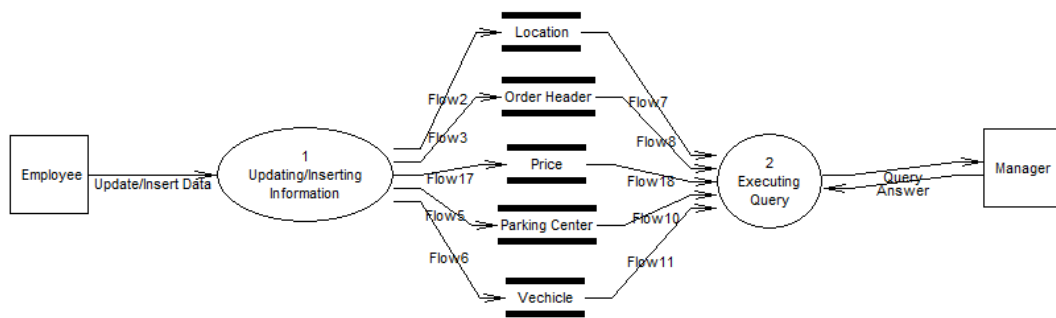 Location
Flow2
Flow7
Order Header
Flow3
Flow8
1
Updating/Inserting
Information
2
Executing
Query
Employee
Update/Insert Data
Price
Flow17
Flow18
Query
Answer
Manager
Flow5
Parking Center
Flow10
Flow6
Flow11
Vechicle